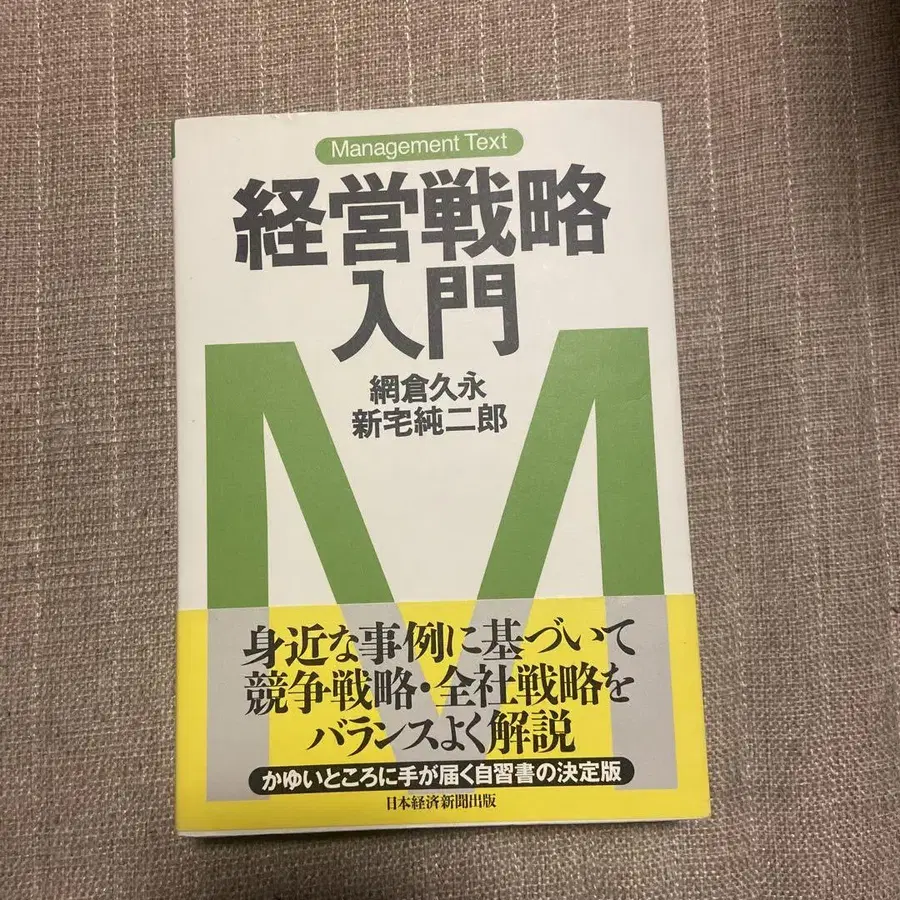 Management Text
経営戦略
入門
網倉久永
新宅純二郎
身近な事例に基づいて
競争戦略・全社戦略を
バランスよく解説
かゆいところに手が届く自習書の決定版
日本経済新聞出版